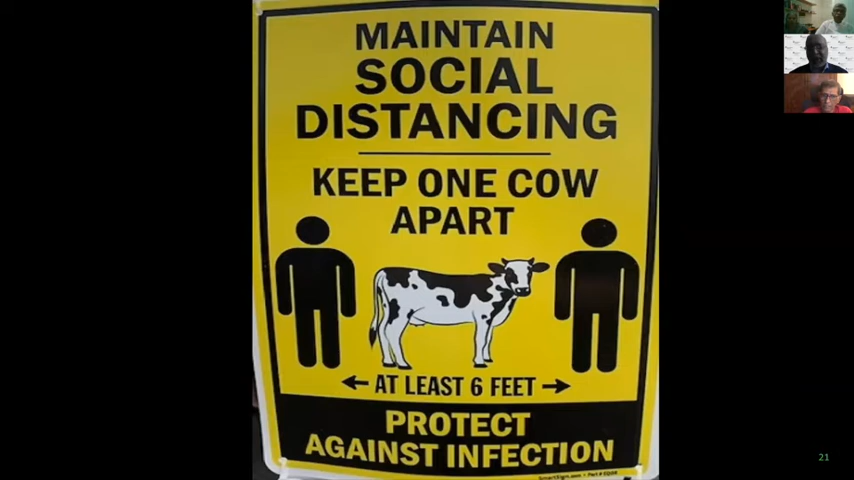 MAINTAIN
SOCIAL
DISTANCING
KEEP ONE COW
APART
AT LEAST 6 FEET
PROTECT
AGAINST INFECTION
21